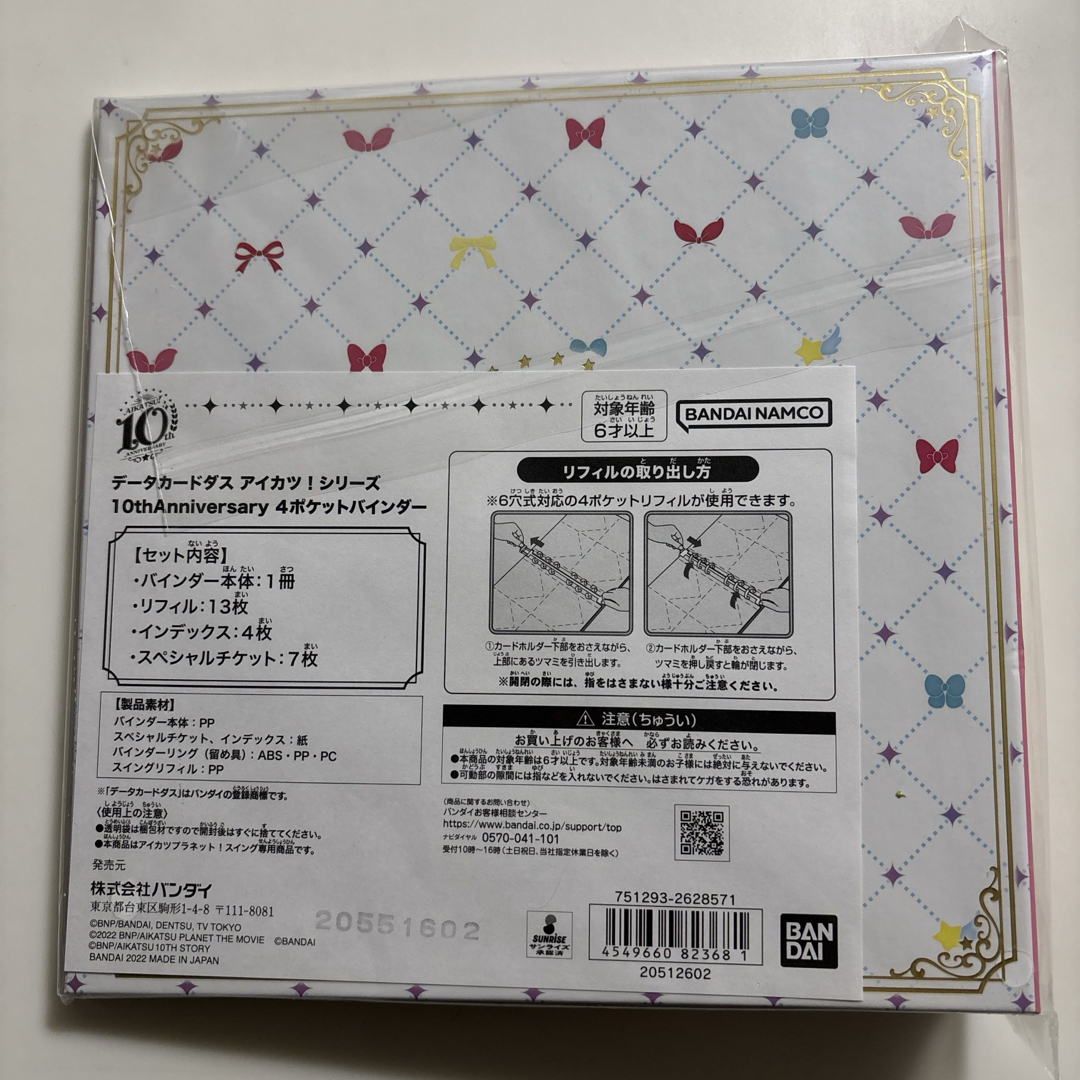 AIKATSU!
10th
ANNIVERSARY
対象年齢
6才以上
BANDAI NAMCO
データカードダス アイカツ！シリーズ
10thAnniversary 4ポケットバインダー
【セット内容】
・バインダー本体：1冊
・リフィル：13枚
・インデックス：4枚
・スペシャルチケット：7枚
【製品素材】
バインダー本体：PP
スペシャルチケット、インデックス：紙
バインダーリング（留め具）：ABS・PP・PC
スイングリフィル：PP
※「データカードダス」はバンダイの登録商標です。
〈使用上の注意〉
●透明袋は梱包材ですので開封後はすぐに捨ててください。
●本商品はアイカツプラネット！スイング専用商品です。
発売元
株式会社バンダイ
東京都台東区駒形1-4-8 〒111-8081
©BNP/BANDAI, DENTSU, TV TOKYO
©2022 BNP/AIKATSU PLANET THE MOVIE ©BANDAI
©BNP/AIKATSU 10TH STORY
BANDAI 2022 MADE IN JAPAN
20551602
リフィルの取り出し方
※6穴式対応の4ポケットリフィルが使用できます。
①カードホルダー下部をおさえながら、
上部にあるツマミを引き出します。
②カードホルダー下部をおさえながら、
ツマミを押し戻すと輪が閉じます。
※開閉の際には、指をはさまない様十分ご注意ください。
⚠ 注意（ちゅうい）
お買い上げのお客様へ 必ずお読みください。
●本商品の対象年齢は6才以上です。対象年齢未満のお子様には絶対に与えないでください。
●可動部の隙間には指などを入れないでください。はさまれてケガをする恐れがあります。
（商品に関するお問い合わせ）
バンダイお客様相談センター
https://www.bandai.co.jp/support/top
ナビダイヤル 0570-041-101
受付10時～16時（土日祝日、当社指定休業日を除く）
SUNRISE
サンライズ
承認済
751293-2628571
4549660 82368 1
20512602
BAN
DAI